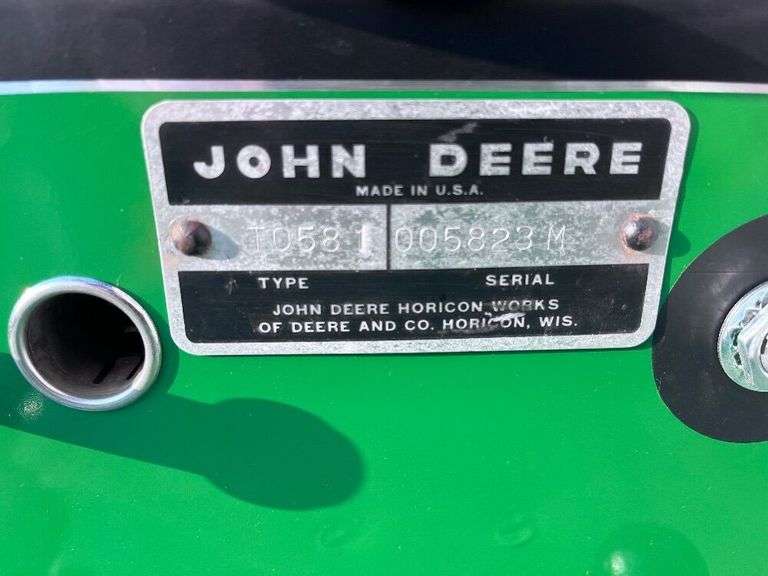 JOHN DEERE
MADE IN U.S.A.
T0581 005823M
TYPE SERIAL
JOHN DEERE HORICON WORKS
OF DEERE AND CO. HORICON, WIS.